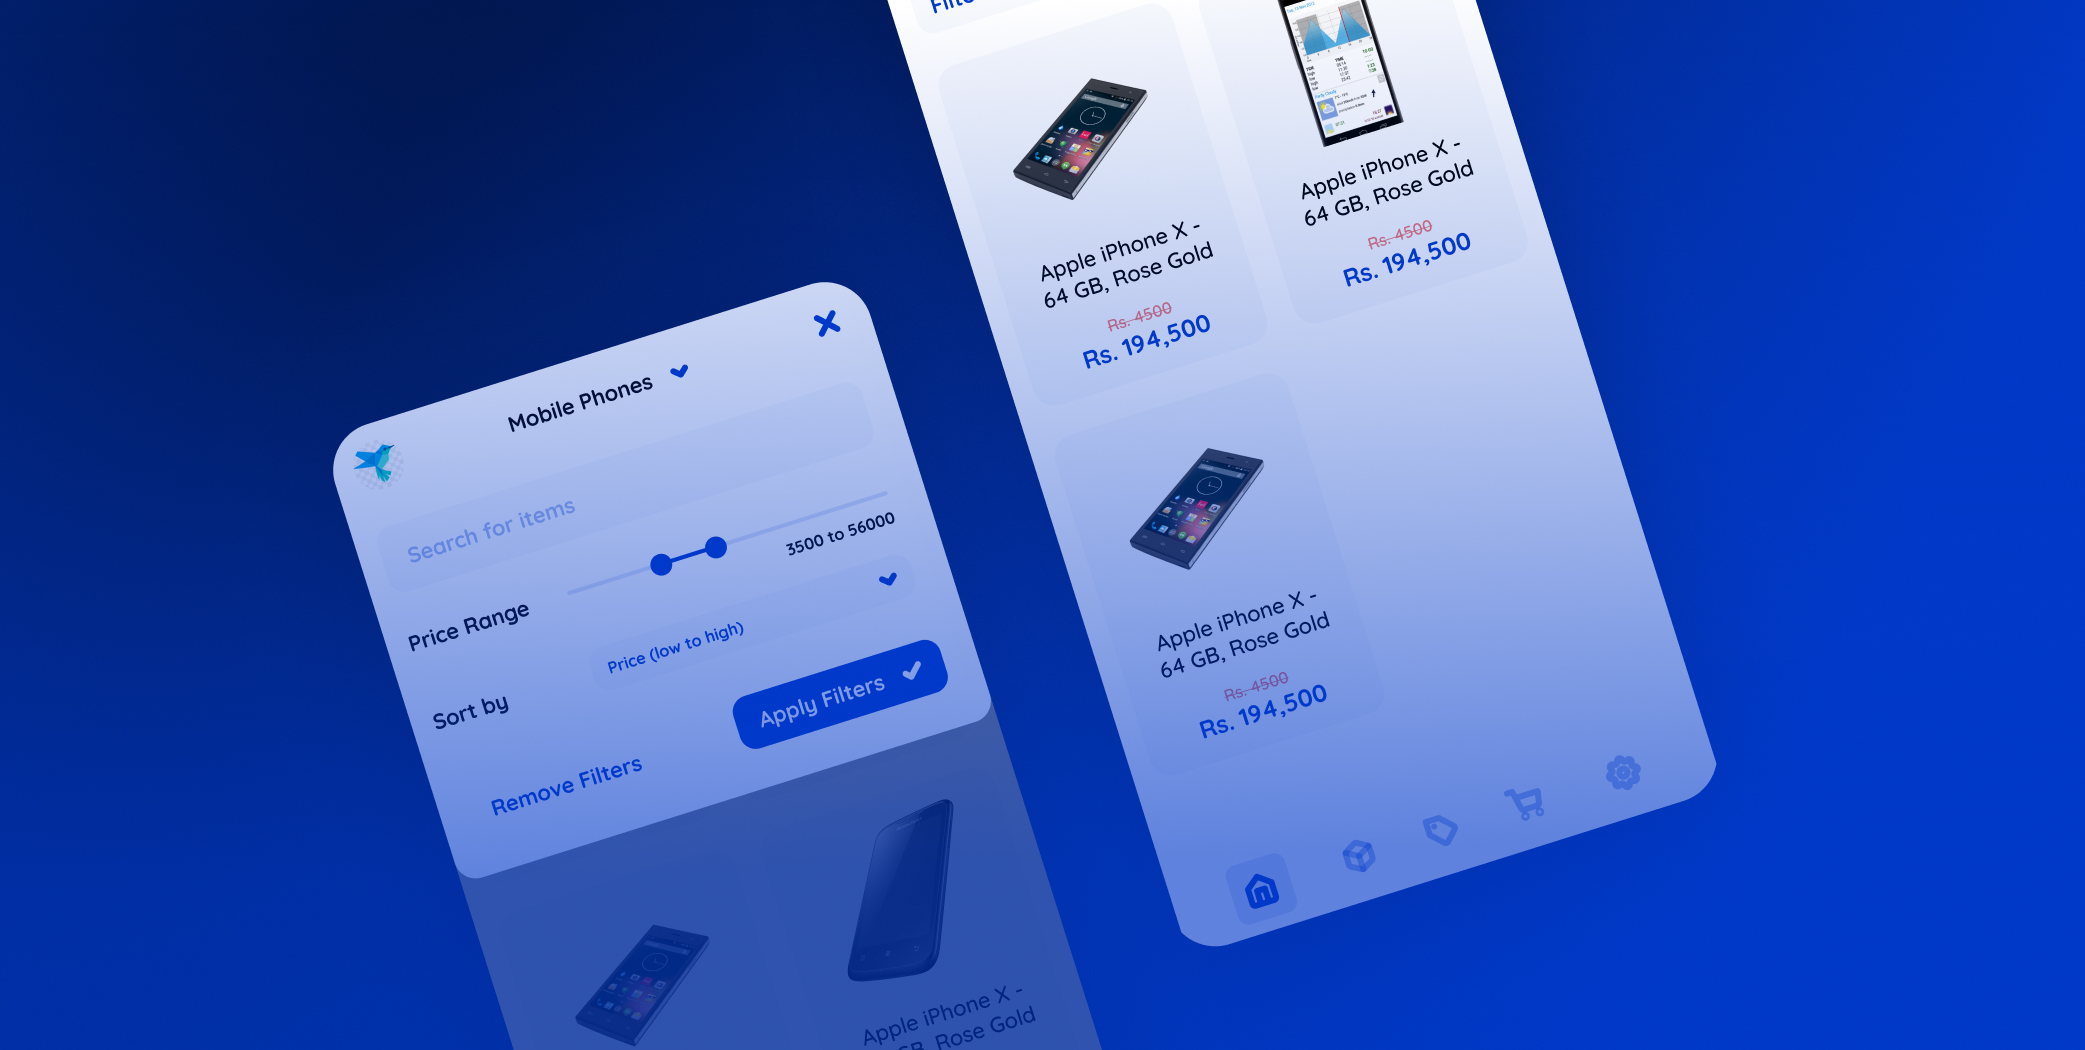 Mobile Phones
Search for items
Price Range
3500 to 56000
Sort by
Price (low to high)
Remove Filters
Apply Filters
Apple iPhone X -
GB, Rose Gold
Apple iPhone X -
64 GB, Rose Gold
Rs. 4500
Rs. 194,500
Apple iPhone X -
64 GB, Rose Gold
Rs. 4500
Rs. 194,500
Apple iPhone X -
64 GB, Rose Gold
Rs. 4500
Rs. 194,500